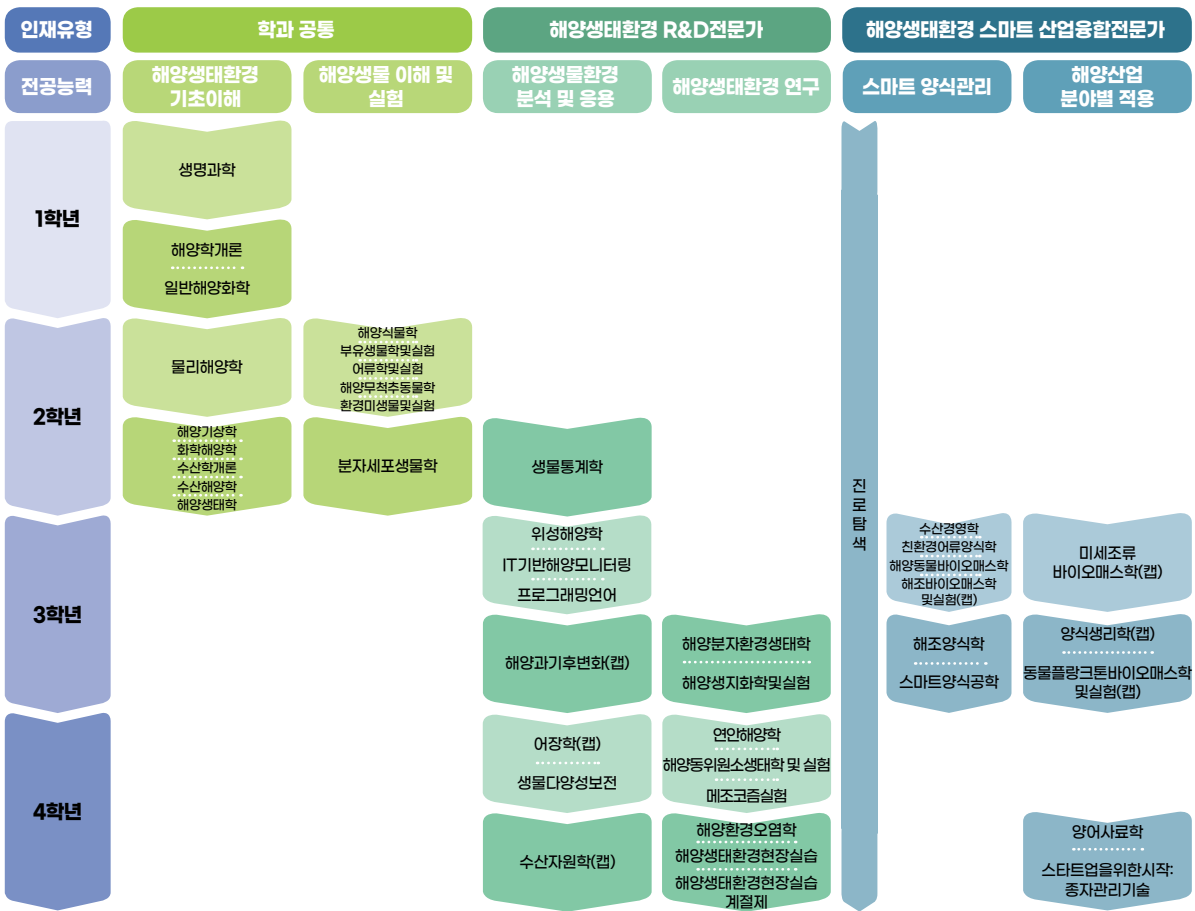 인재유형
학과 공통
해양생태환경 R&D전문가
해양생태환경 스마트 산업융합전문가
전공능력
해양생태환경
기초이해
해양생물 이해 및
실험
해양생물환경
분석 및 응용
해양생태환경 연구
스마트 양식관리
해양산업
분야별 적용
1학년
생명과학
해양학개론
일반해양화학
진로탐색
2학년
물리해양학
해양식물학
부유생물학및실험
어류학및실험
해양무척추동물학
환경미생물및실험
해양기상학
화학해양학
수산학개론
수산해양학
해양생태학
분자세포생물학
생물통계학
3학년
위성해양학
IT기반해양모니터링
프로그래밍언어
수산경영학
친환경어류양식학
해양동물바이오매스학
해조바이오매스학
및실험(캡)
미세조류
바이오매스학(캡)
해양과기후변화(캡)
해양분자환경생태학
해양생지화학및실험
해조양식학
스마트양식공학
양식생리학(캡)
동물플랑크톤바이오매스학
및실험(캡)
4학년
어장학(캡)
생물다양성보전
연안해양학
해양동위원소생태학 및 실험
메조코즘실험
수산자원학(캡)
해양환경오염학
해양생태환경현장실습
해양생태환경현장실습
계절제
양어사료학
스타트업을위한시작:
종자관리기술